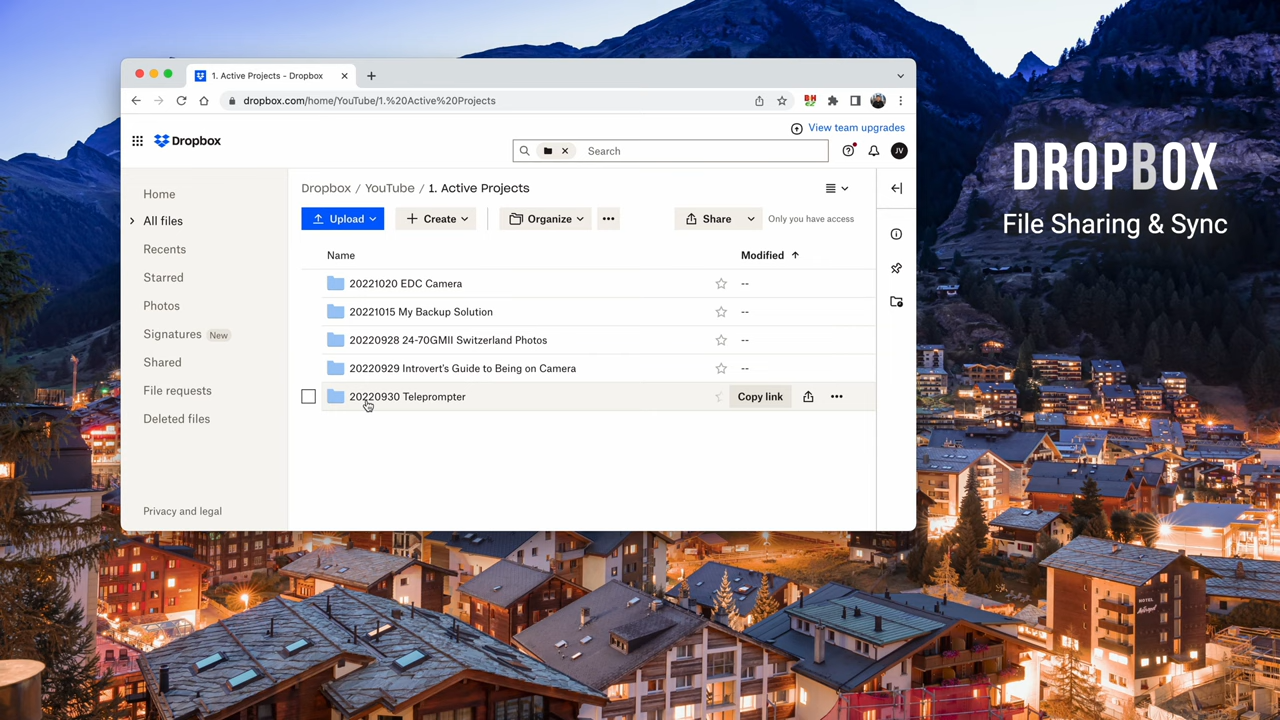 1. Active Projects - Dropbox
dropbox.com/home/YouTube/1.%20Active%20Projects
BH
View team upgrades
Dropbox
Search
JV
Dropbox / YouTube / 1. Active Projects
Home
All files
Recents
Starred
Photos
Signatures New
Shared
File requests
Deleted files
Privacy and legal
Upload
Create
Organize
Share
Only you have access
Name Modified
20221020 EDC Camera --
20221015 My Backup Solution --
20220928 24-70GMII Switzerland Photos --
20220929 Introvert's Guide to Being on Camera --
20220930 Teleprompter Copy link
DROPBOX
File Sharing & Sync
HOTEL